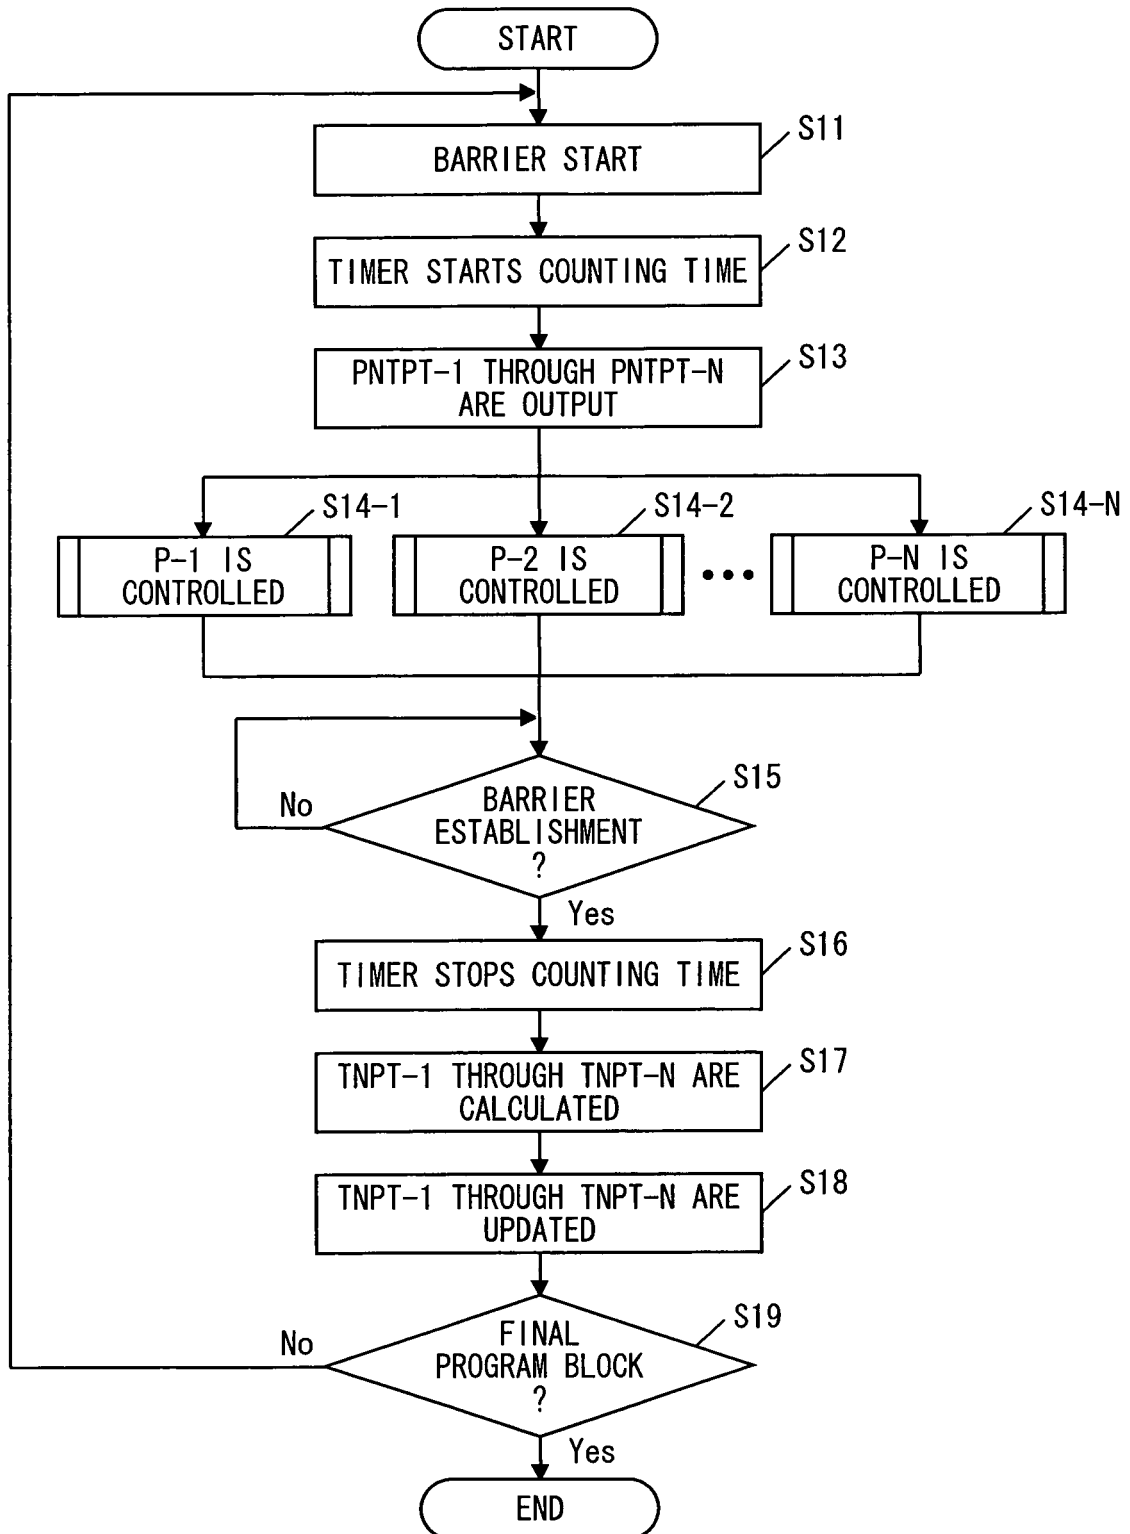 START
S11
BARRIER START
S12
TIMER STARTS COUNTING TIME
S13
PNTPT-1 THROUGH PNTPT-N
ARE OUTPUT
S14-1
S14-2
S14-N
P-1 IS
CONTROLLED
P-2 IS
CONTROLLED
•••
P-N IS
CONTROLLED
S15
BARRIER
ESTABLISHMENT
?
No
Yes
S16
TIMER STOPS COUNTING TIME
S17
TNPT-1 THROUGH TNPT-N ARE
CALCULATED
S18
TNPT-1 THROUGH TNPT-N ARE
UPDATED
S19
FINAL
PROGRAM BLOCK
?
No
Yes
END